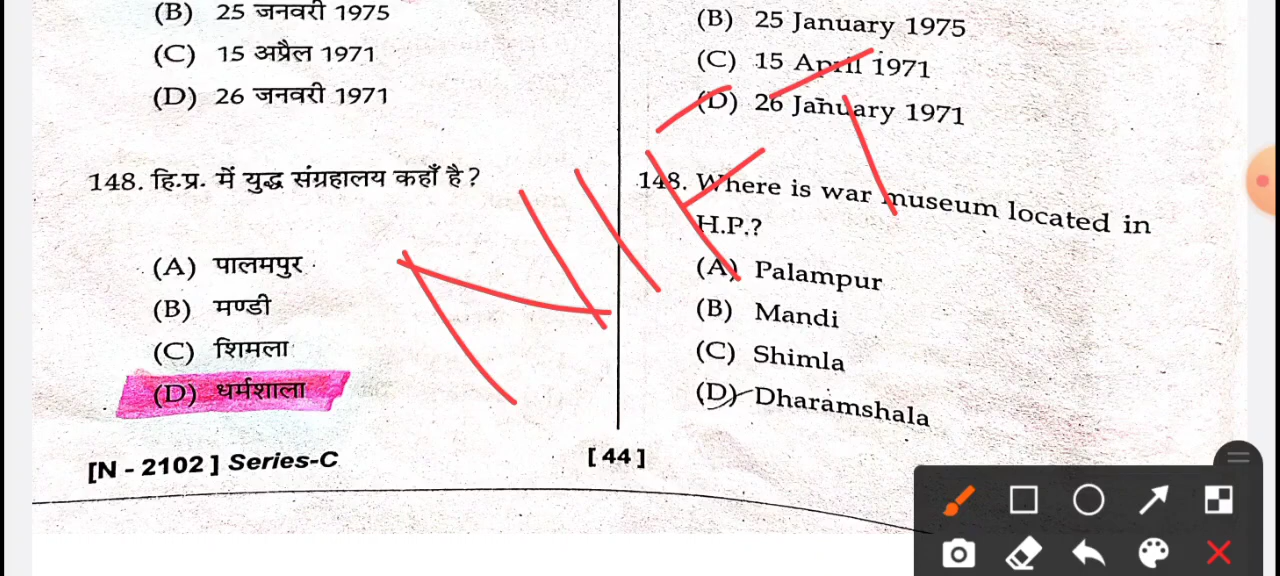 (B) 25 जनवरी 1975
(C) 15 अप्रैल 1971
(D) 26 जनवरी 1971
148. हि.प्र. में युद्ध संग्रहालय कहाँ है ?
(A) पालमपुर
(B) मण्डी
(C) शिमला
(D) धर्मशाला
[N - 2102 ] Series-C
[ 44 ]
(B) 25 January 1975
(C) 15 April 1971
(D) 26 January 1971
148. Where is war museum located in
H.P.?
(A) Palampur
(B) Mandi
(C) Shimla
(D) Dharamshala